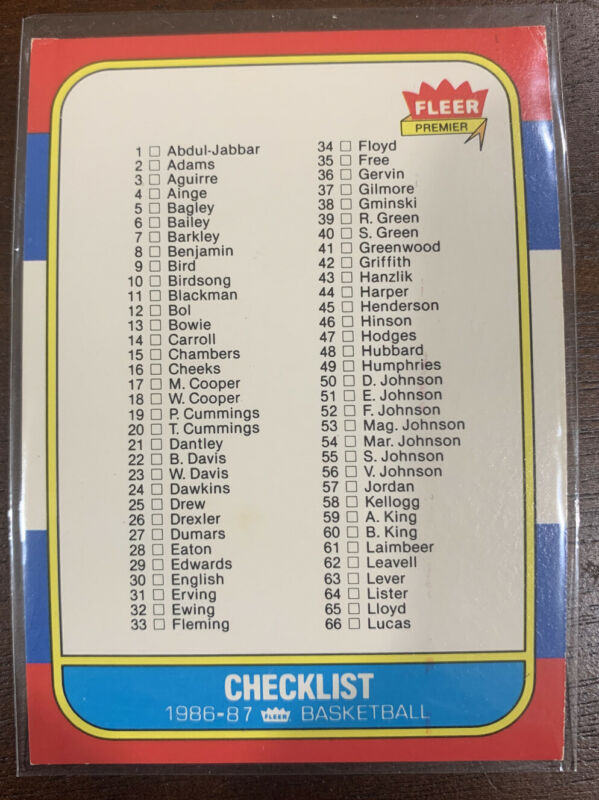 FLEER
PREMIER
1 Abdul-Jabbar
2 Adams
3 Aguirre
4 Ainge
5 Bagley
6 Bailey
7 Barkley
8 Benjamin
9 Bird
10 Birdsong
11 Blackman
12 Bol
13 Bowie
14 Carroll
15 Chambers
16 Cheeks
17 M. Cooper
18 W. Cooper
19 P. Cummings
20 T. Cummings
21 Dantley
22 B. Davis
23 W. Davis
24 Dawkins
25 Drew
26 Drexler
27 Dumars
28 Eaton
29 Edwards
30 English
31 Erving
32 Ewing
33 Fleming
34 Floyd
35 Free
36 Gervin
37 Gilmore
38 Gminski
39 R. Green
40 S. Green
41 Greenwood
42 Griffith
43 Hanzlik
44 Harper
45 Henderson
46 Hinson
47 Hodges
48 Hubbard
49 Humphries
50 D. Johnson
51 E. Johnson
52 F. Johnson
53 Mag. Johnson
54 Mar. Johnson
55 S. Johnson
56 V. Johnson
57 Jordan
58 Kellogg
59 A. King
60 B. King
61 Laimbeer
62 Leavell
63 Lever
64 Lister
65 Lloyd
66 Lucas
CHECKLIST
1986-87 FLEER BASKETBALL